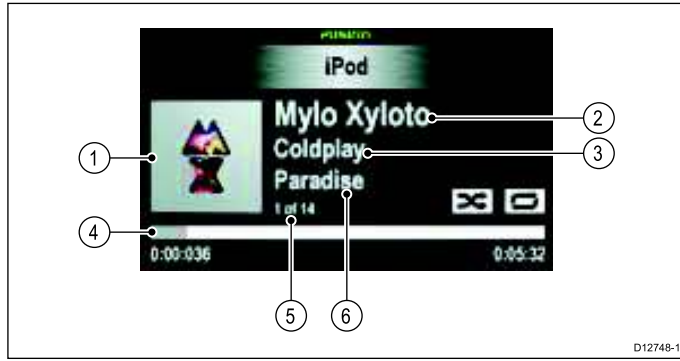 FUSION
iPod
Mylo Xyloto
Coldplay
Paradise
1 of 14
0:00:036
0:05:32
1
2
3
4
5
6
D12748-1